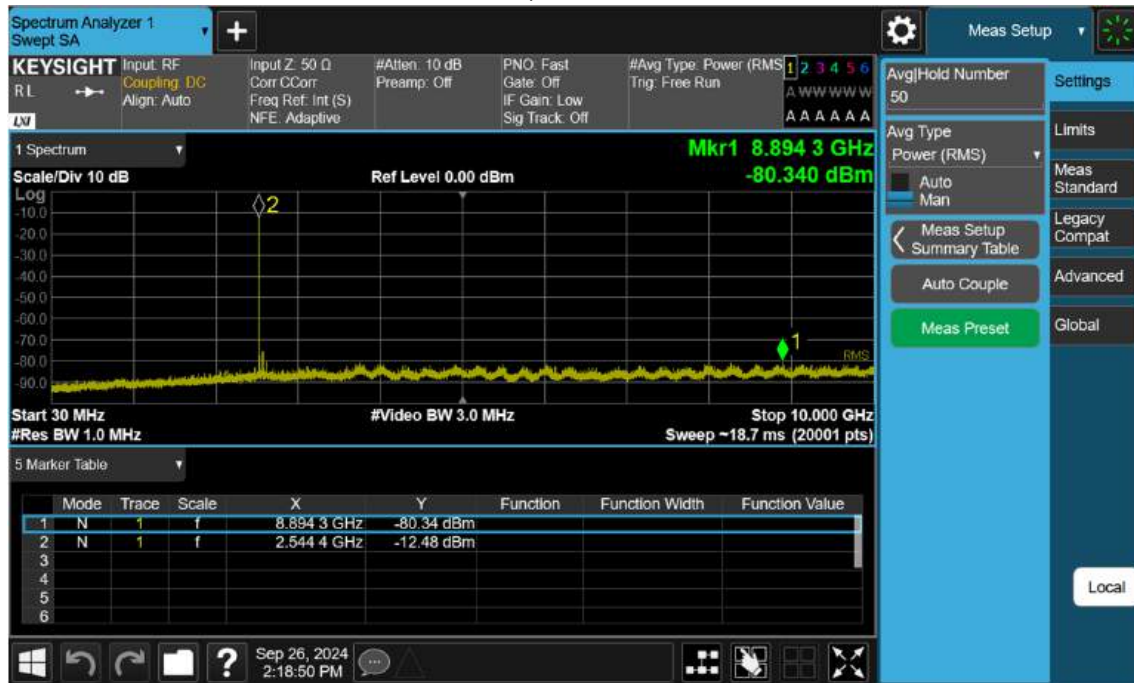 Spectrum Analyzer 1
Swept SA
+
Meas Setup
KEYSIGHT
RL
LXI
Input: RF
Coupling: DC
Align: Auto
Input Z: 50 Ω
Corr CCorr
Freq Ref: Int (S)
NFE: Adaptive
#Atten: 10 dB
Preamp: Off
PNO: Fast
Gate: Off
IF Gain: Low
Sig Track: Off
#Avg Type: Power (RMS
Trig: Free Run
1 2 3 4 5 6
A W W W W W
A A A A A A
1 Spectrum
Scale/Div 10 dB
Ref Level 0.00 dBm
Mkr1 8.894 3 GHz
-80.340 dBm
Log
-10.0
-20.0
-30.0
-40.0
-50.0
-60.0
-70.0
-80.0
-90.0
2
1
RMS
Start 30 MHz
#Video BW 3.0 MHz
Stop 10.000 GHz
#Res BW 1.0 MHz
Sweep ~18.7 ms (20001 pts)
5 Marker Table
Mode Trace Scale X Y Function Function Width Function Value
1 N 1 f 8.894 3 GHz -80.34 dBm
2 N 1 f 2.544 4 GHz -12.48 dBm
3
4
5
6
Avg|Hold Number
50
Avg Type
Power (RMS)
Auto
Man
Meas Setup
Summary Table
Auto Couple
Meas Preset
Settings
Limits
Meas
Standard
Legacy
Compat
Advanced
Global
Local
?
Sep 26, 2024
2:18:50 PM